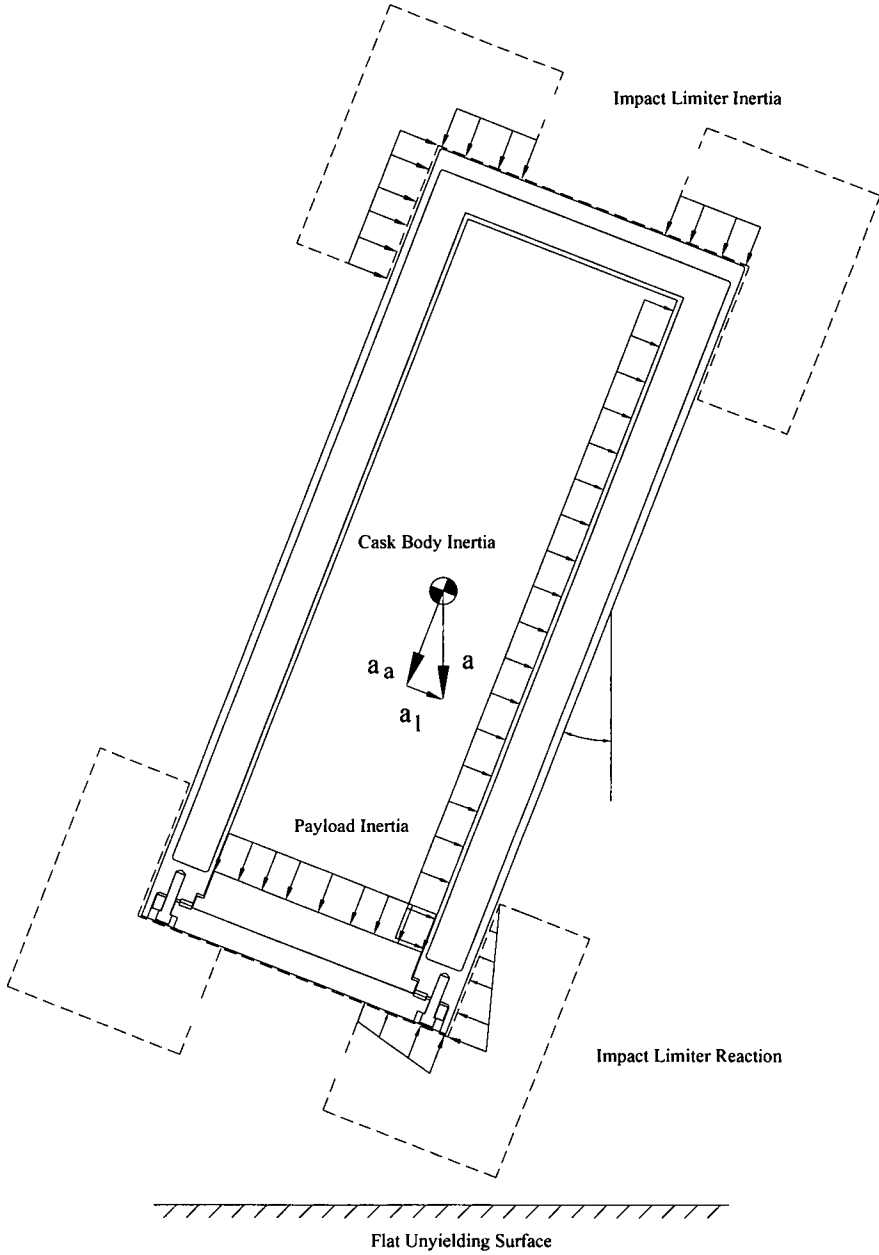 Impact Limiter Inertia
Cask Body Inertia
a a
a
a l
Payload Inertia
Impact Limiter Reaction
Flat Unyielding Surface